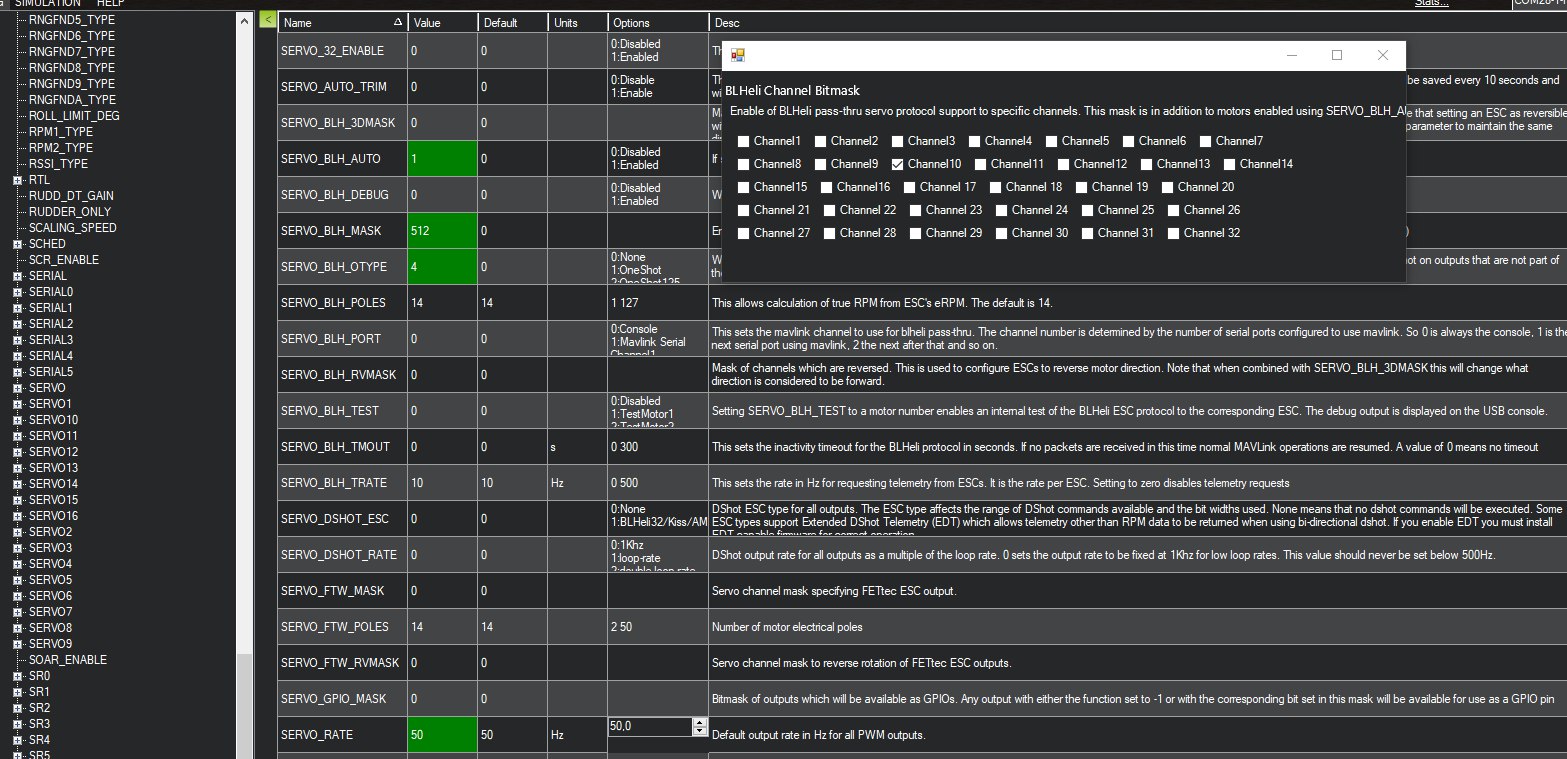 SIMULATION HELP
Stats...
RNGFND5_TYPE
RNGFND6_TYPE
RNGFND7_TYPE
RNGFND8_TYPE
RNGFND9_TYPE
RNGFNDA_TYPE
ROLL_LIMIT_DEG
RPM1_TYPE
RPM2_TYPE
RSSI_TYPE
RTL
RUDD_DT_GAIN
RUDDER_ONLY
SCALING_SPEED
SCHED
SCR_ENABLE
SERIAL
SERIAL0
SERIAL1
SERIAL2
SERIAL3
SERIAL4
SERIAL5
SERVO
SERVO1
SERVO10
SERVO11
SERVO12
SERVO13
SERVO14
SERVO15
SERVO16
SERVO2
SERVO3
SERVO4
SERVO5
SERVO6
SERVO7
SERVO8
SERVO9
SOAR_ENABLE
SR0
SR1
SR2
SR3
SR4
SR5
<
Name Value Default Units Options Desc
SERVO_32_ENABLE 0 0 0:Disabled
1:Enabled
SERVO_AUTO_TRIM 0 0 0:Disable
1:Enable
be saved every 10 seconds and
SERVO_BLH_3DMASK 0 0
e that setting an ESC as reversible
parameter to maintain the same
SERVO_BLH_AUTO 1 0 0:Disabled
1:Enabled
If
SERVO_BLH_DEBUG 0 0 0:Disabled
1:Enabled
SERVO_BLH_MASK 512 0
)
SERVO_BLH_OTYPE 4 0 0:None
1:OneShot
2:OneShot125
ot on outputs that are not part of
the
BLHeli Channel Bitmask
Enable of BLHeli pass-thru servo protocol support to specific channels. This mask is in addition to motors enabled using SERVO_BLH_A
Channel1 Channel2 Channel3 Channel4 Channel5 Channel6 Channel7
Channel8 Channel9 Channel10 Channel11 Channel12 Channel13 Channel14
Channel15 Channel16 Channel 17 Channel 18 Channel 19 Channel 20
Channel 21 Channel 22 Channel 23 Channel 24 Channel 25 Channel 26
Channel 27 Channel 28 Channel 29 Channel 30 Channel 31 Channel 32
SERVO_BLH_POLES 14 14 1 127 This allows calculation of true RPM from ESC's eRPM. The default is 14.
SERVO_BLH_PORT 0 0 0:Console
1:Mavlink Serial
Channel1
This sets the mavlink channel to use for blheli pass-thru. The channel number is determined by the number of serial ports configured to use mavlink. So 0 is always the console, 1 is the
next serial port using mavlink, 2 the next after that and so on.
SERVO_BLH_RVMASK 0 0 Mask of channels which are reversed. This is used to configure ESCs to reverse motor direction. Note that when combined with SERVO_BLH_3DMASK this will change what
direction is considered to be forward.
SERVO_BLH_TEST 0 0 0:Disabled
1:TestMotor1
2:TestMotor2
Setting SERVO_BLH_TEST to a motor number enables an internal test of the BLHeli ESC protocol to the corresponding ESC. The debug output is displayed on the USB console.
SERVO_BLH_TMOUT 0 0 s 0 300 This sets the inactivity timeout for the BLHeli protocol in seconds. If no packets are received in this time normal MAVLink operations are resumed. A value of 0 means no timeout
SERVO_BLH_TRATE 10 10 Hz 0 500 This sets the rate in Hz for requesting telemetry from ESCs. It is the rate per ESC. Setting to zero disables telemetry requests
SERVO_DSHOT_ESC 0 0 0:None
1:BLHeli32/Kiss/AM
DShot ESC type for all outputs. The ESC type affects the range of DShot commands available and the bit widths used. None means that no dshot commands will be executed. Some
ESC types support Extended DShot Telemetry (EDT) which allows telemetry other than RPM data to be returned when using bi-directional dshot. If you enable EDT you must install
EDT capable firmware for correct operation.
SERVO_DSHOT_RATE 0 0 0:1Khz
1:loop-rate
2:double loop-rate
DShot output rate for all outputs as a multiple of the loop rate. 0 sets the output rate to be fixed at 1Khz for low loop rates. This value should never be set below 500Hz.
SERVO_FTW_MASK 0 0 Servo channel mask specifying FETtec ESC output.
SERVO_FTW_POLES 14 14 2 50 Number of motor electrical poles
SERVO_FTW_RVMASK 0 0 Servo channel mask to reverse rotation of FETtec ESC outputs.
SERVO_GPIO_MASK 0 0 Bitmask of outputs which will be available as GPIOs. Any output with either the function set to -1 or with the corresponding bit set in this mask will be available for use as a GPIO pin
SERVO_RATE 50 50 Hz 50,0 Default output rate in Hz for all PWM outputs.